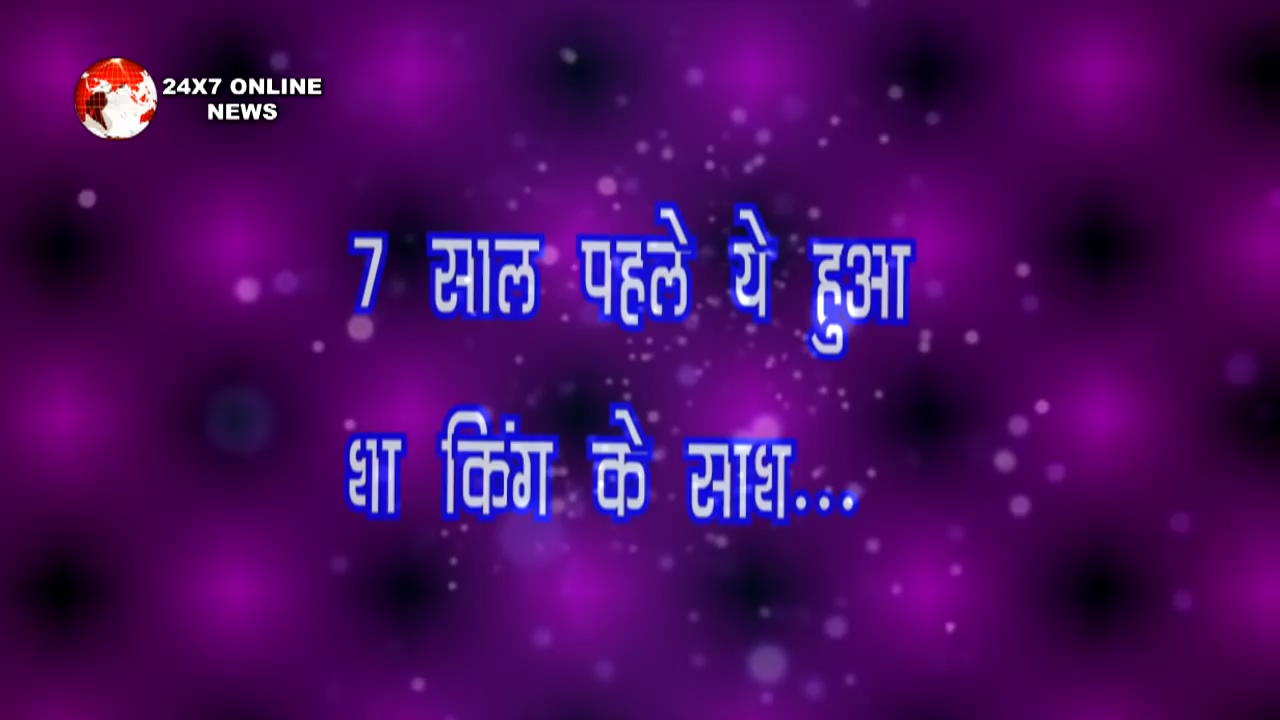 24X7 ONLINE
NEWS
7 साल पहले ये हुआ
था किंग के साथ...